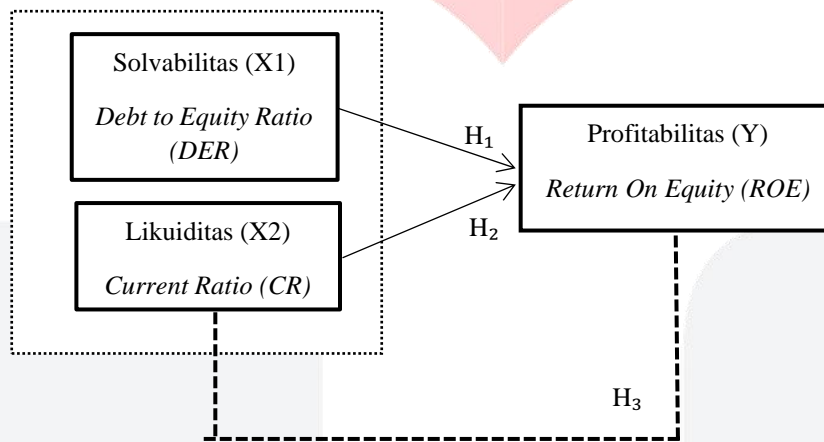 Solvabilitas (X1)
Debt to Equity Ratio
(DER)
H₁
Profitabilitas (Y)
Return On Equity (ROE)
Likuiditas (X2)
Current Ratio (CR)
H₂
H₃